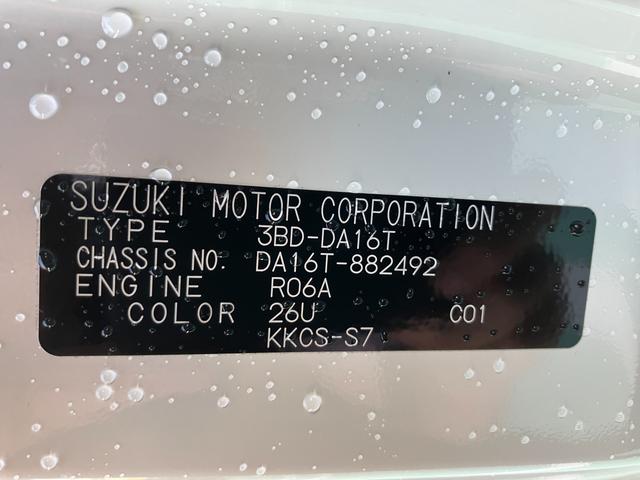 SUZUKI MOTOR CORPORATION
TYPE 3BD-DA16T
CHASSIS NO. DA16T-882492
ENGINE R06A
COLOR 26U C01
KKCS-S7